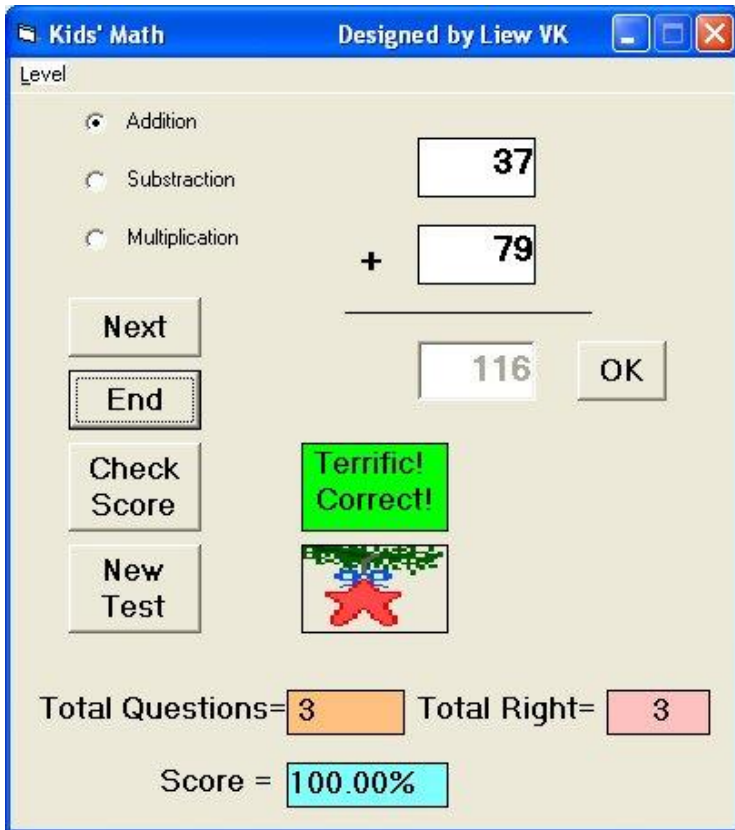 Kids' Math Designed by Liew VK
Level
Addition
Substraction
Multiplication
37
+ 79
116
OK
Next
End
Check
Score
New
Test
Terrific!
Correct!
Total Questions= 3 Total Right= 3
Score = 100.00%